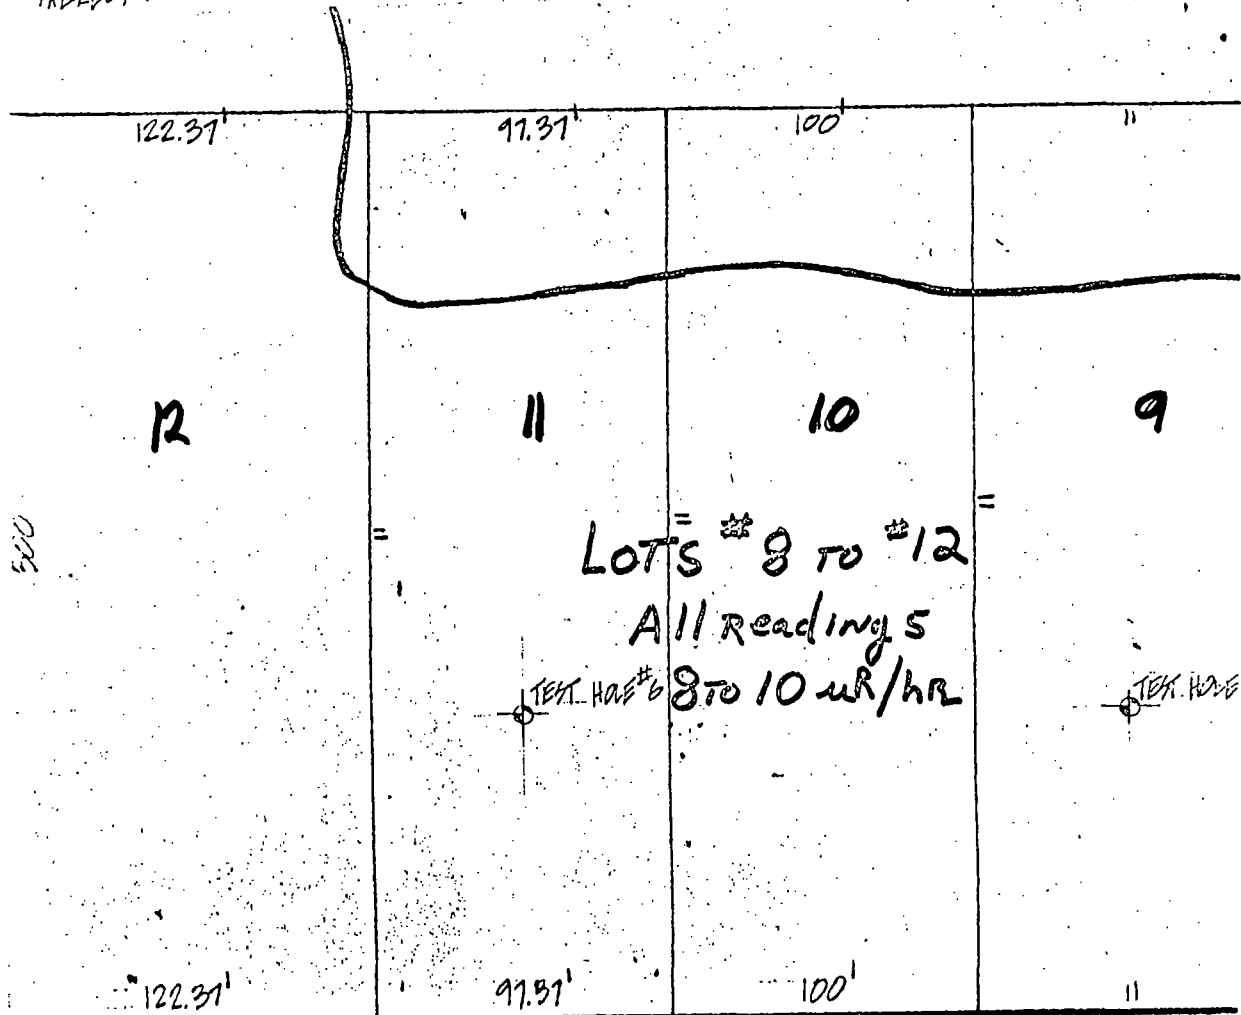 122.37' 97.37' 100' "
12 11 10 9
500
= = =
LOTS #8 TO #12
All Readings
8 TO 10 uR/hR
TEST HOLE #6 TEST HOLE
122.37' 97.37' 100' "